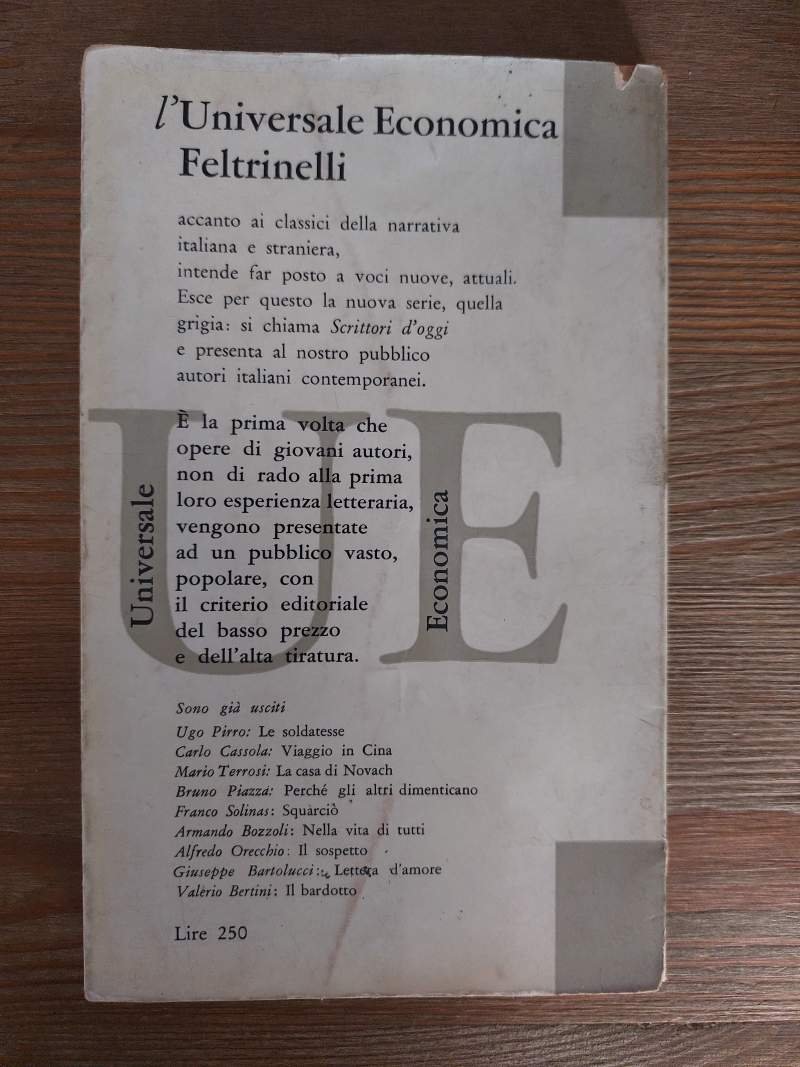 l'Universale Economica
Feltrinelli
accanto ai classici della narrativa
italiana e straniera,
intende far posto a voci nuove, attuali.
Esce per questo la nuova serie, quella
grigia: si chiama Scrittori d'oggi
e presenta al nostro pubblico
autori italiani contemporanei.
UE
Universale
Economica
È la prima volta che
opere di giovani autori,
non di rado alla prima
loro esperienza letteraria,
vengono presentate
ad un pubblico vasto,
popolare, con
il criterio editoriale
del basso prezzo
e dell'alta tiratura.
Sono già usciti
Ugo Pirro: Le soldatesse
Carlo Cassola: Viaggio in Cina
Mario Terrosi: La casa di Novach
Bruno Piazza: Perché gli altri dimenticano
Franco Solinas: Squarciò
Armando Bozzoli: Nella vita di tutti
Alfredo Orecchio: Il sospetto
Giuseppe Bartolucci: Lettera d'amore
Valerio Bertini: Il bardotto
Lire 250